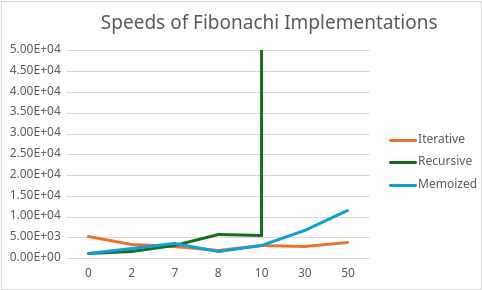 Speeds of Fibonachi Implementations
5.00E+04
4.50E+04
4.00E+04
3.50E+04
3.00E+04
2.50E+04
2.00E+04
1.50E+04
1.00E+04
5.00E+03
0.00E+00
0 2 7 8 10 30 50
Iterative
Recursive
Memoized